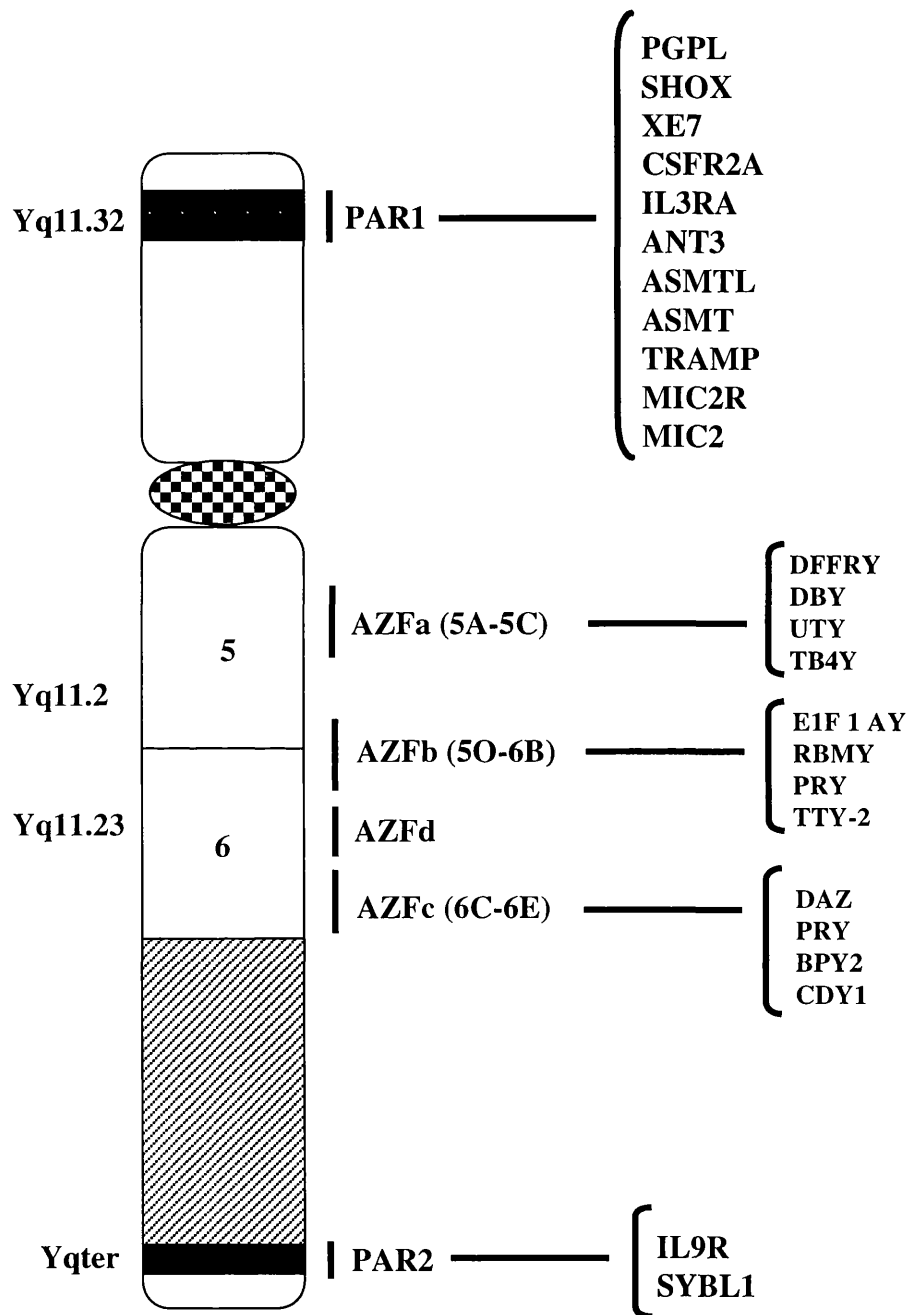 PGPL
SHOX
XE7
CSFR2A
IL3RA
ANT3
ASMTL
ASMT
TRAMP
MIC2R
MIC2
Yq11.32
PAR1
DFFRY
DBY
UTY
TB4Y
AZFa (5A-5C)
5
Yq11.2
E1F 1 AY
RBMY
PRY
TTY-2
AZFb (5O-6B)
Yq11.23
AZFd
6
DAZ
PRY
BPY2
CDY1
AZFc (6C-6E)
Yqter
PAR2
IL9R
SYBL1